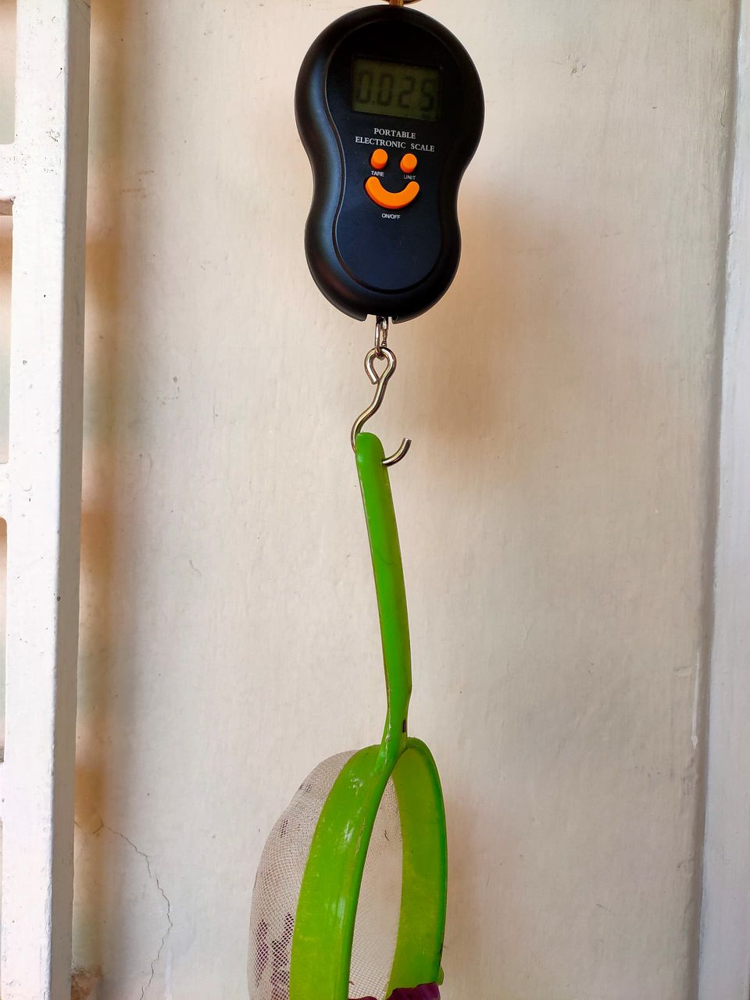 0.025
PORTABLE
ELECTRONIC SCALE
TARE UNIT
ON/OFF